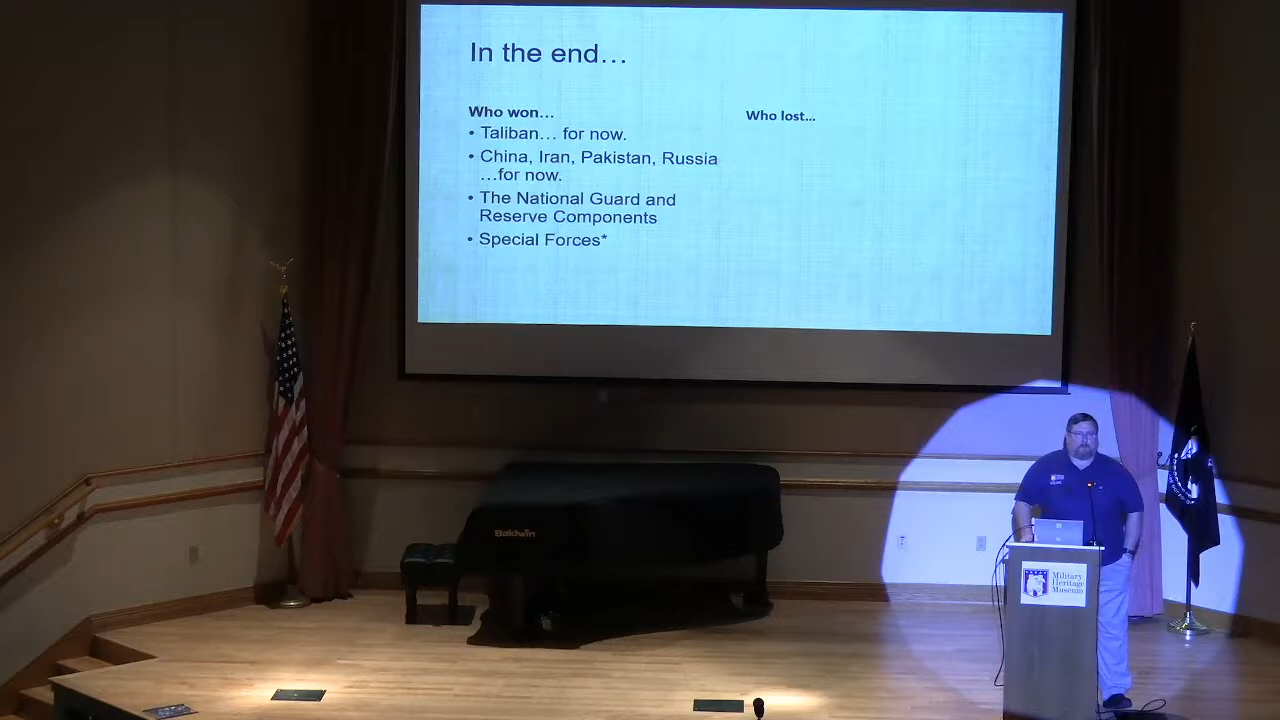 In the end…
Who won…
• Taliban… for now.
• China, Iran, Pakistan, Russia
…for now.
• The National Guard and
Reserve Components
• Special Forces*
Who lost…
Baldwin
Military
Heritage
Museum